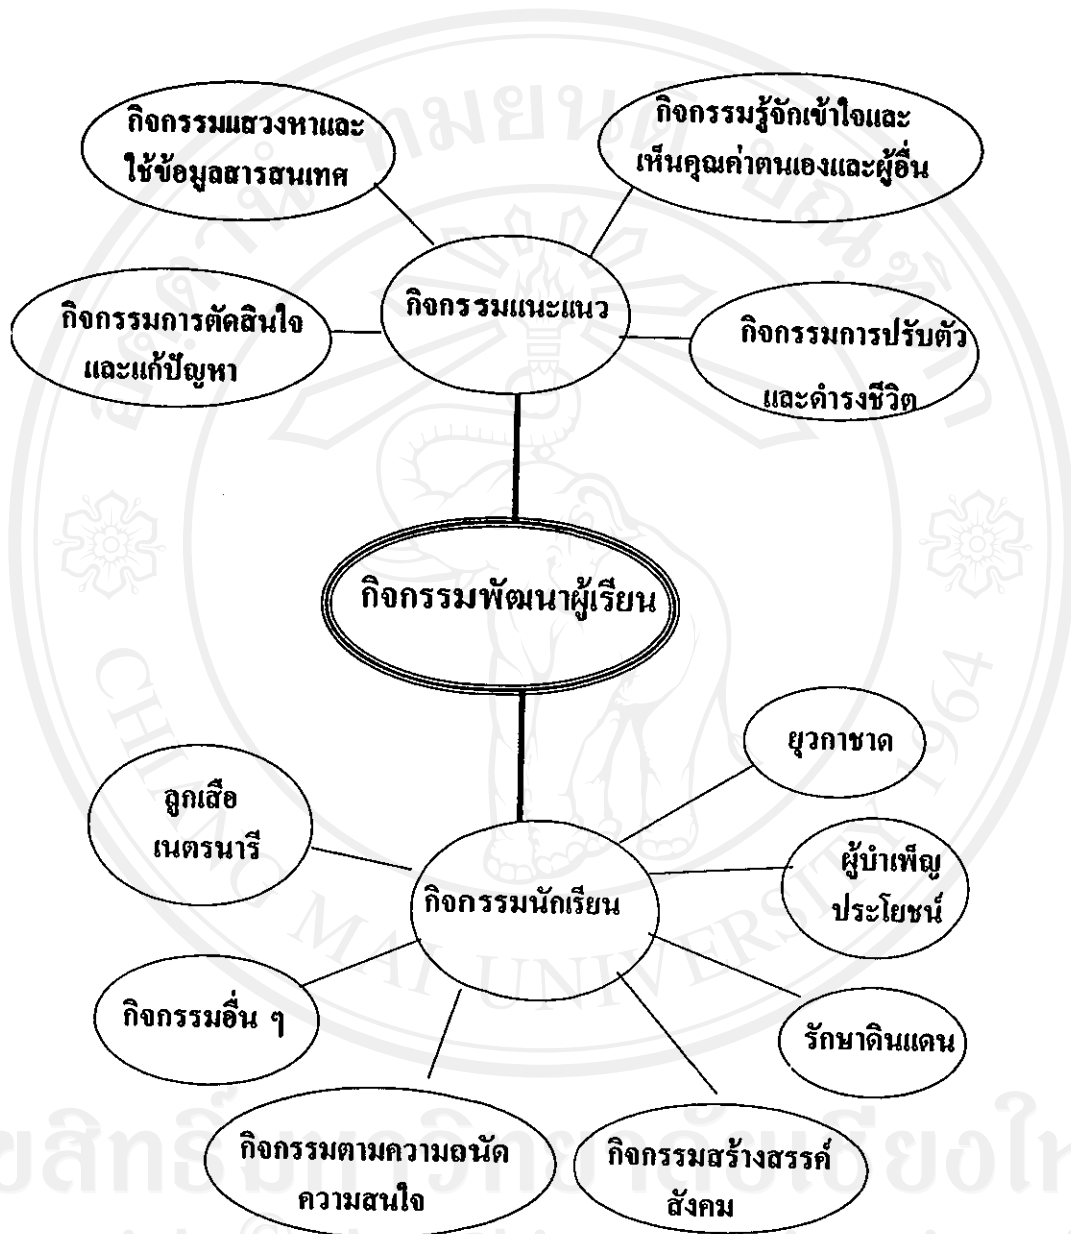 กิจกรรมแสวงหาและ
ใช้ข้อมูลสารสนเทศ
กิจกรรมรู้จักเข้าใจและ
เห็นคุณค่าตนเองและผู้อื่น
กิจกรรมแนะแนว
กิจกรรมการตัดสินใจ
และแก้ปัญหา
กิจกรรมการปรับตัว
และดำรงชีวิต
กิจกรรมพัฒนาผู้เรียน
ยุวกาชาด
ลูกเสือ
เนตรนารี
ผู้บำเพ็ญ
ประโยชน์
กิจกรรมนักเรียน
กิจกรรมอื่น ๆ
รักษาดินแดน
กิจกรรมตามความถนัด
ความสนใจ
กิจกรรมสร้างสรรค์
สังคม
CHIANG MAI UNIVERSITY 1964